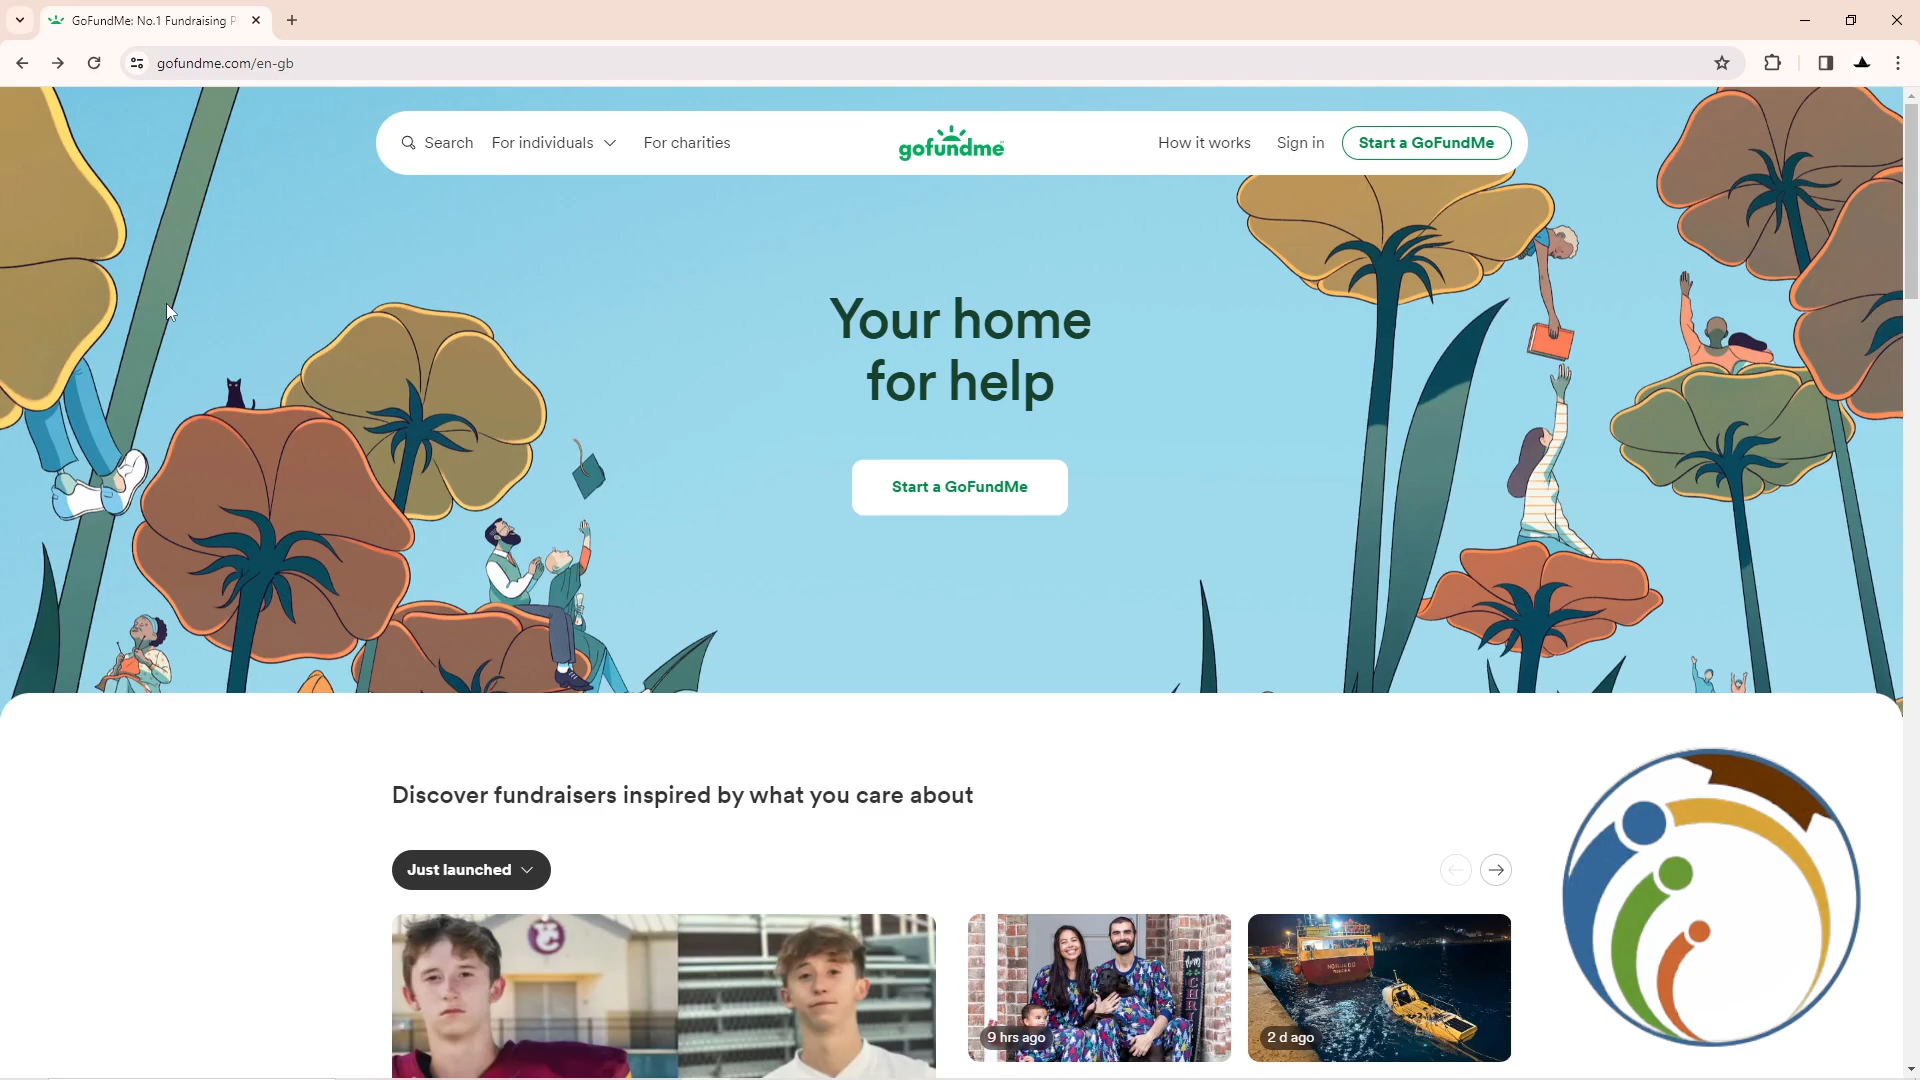 GoFundMe: No.1 Fundraising P
gofundme.com/en-gb
Search
For individuals
For charities
gofundme
How it works
Sign in
Start a GoFundMe
Your home
for help
Start a GoFundMe
Discover fundraisers inspired by what you care about
Just launched
9 hrs ago
2 d ago